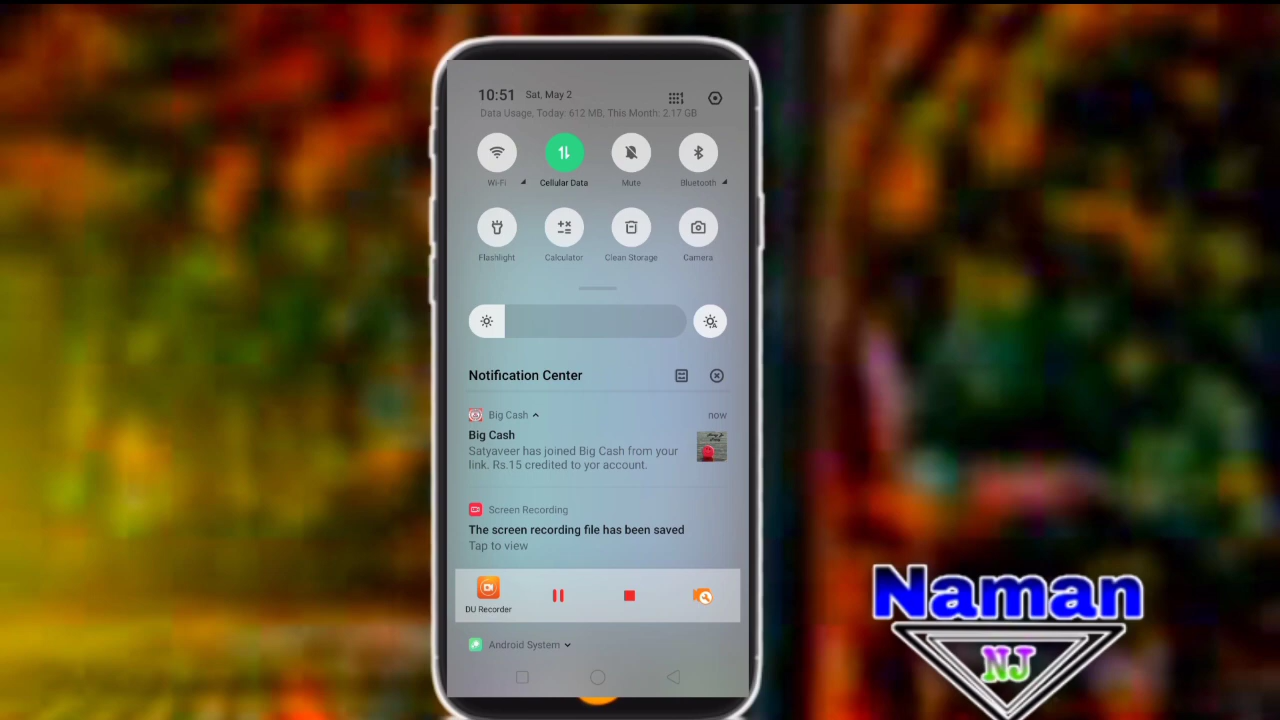 10:51 Sat, May 2
Data Usage, Today: 612 MB, This Month: 2.17 GB
Wi-Fi Cellular Data Mute Bluetooth
Flashlight Calculator Clean Storage Camera
Notification Center
Big Cash now
Big Cash
Satyaveer has joined Big Cash from your
link. Rs.15 credited to yor account.
Screen Recording
The screen recording file has been saved
Tap to view
DU Recorder
Android System
Naman
NJ